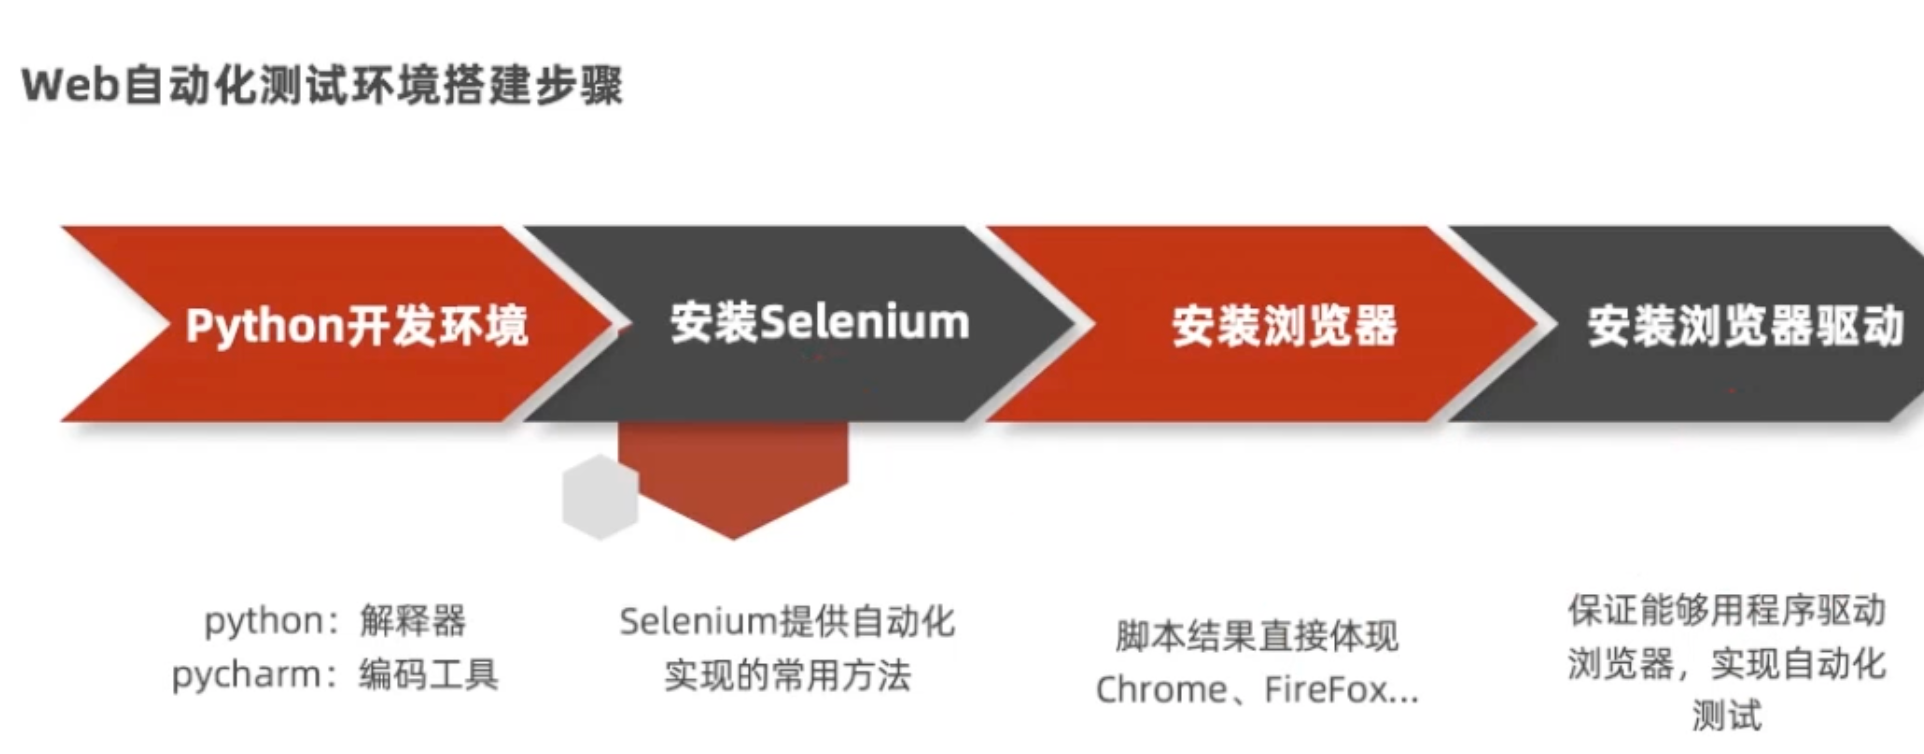 Web自动化测试环境搭建步骤
Python开发环境
安装Selenium
安装浏览器
安装浏览器驱动
python：解释器
pycharm：编码工具
Selenium提供自动化
实现的常用方法
脚本结果直接体现
Chrome、FireFox...
保证能够用程序驱动
浏览器，实现自动化
测试